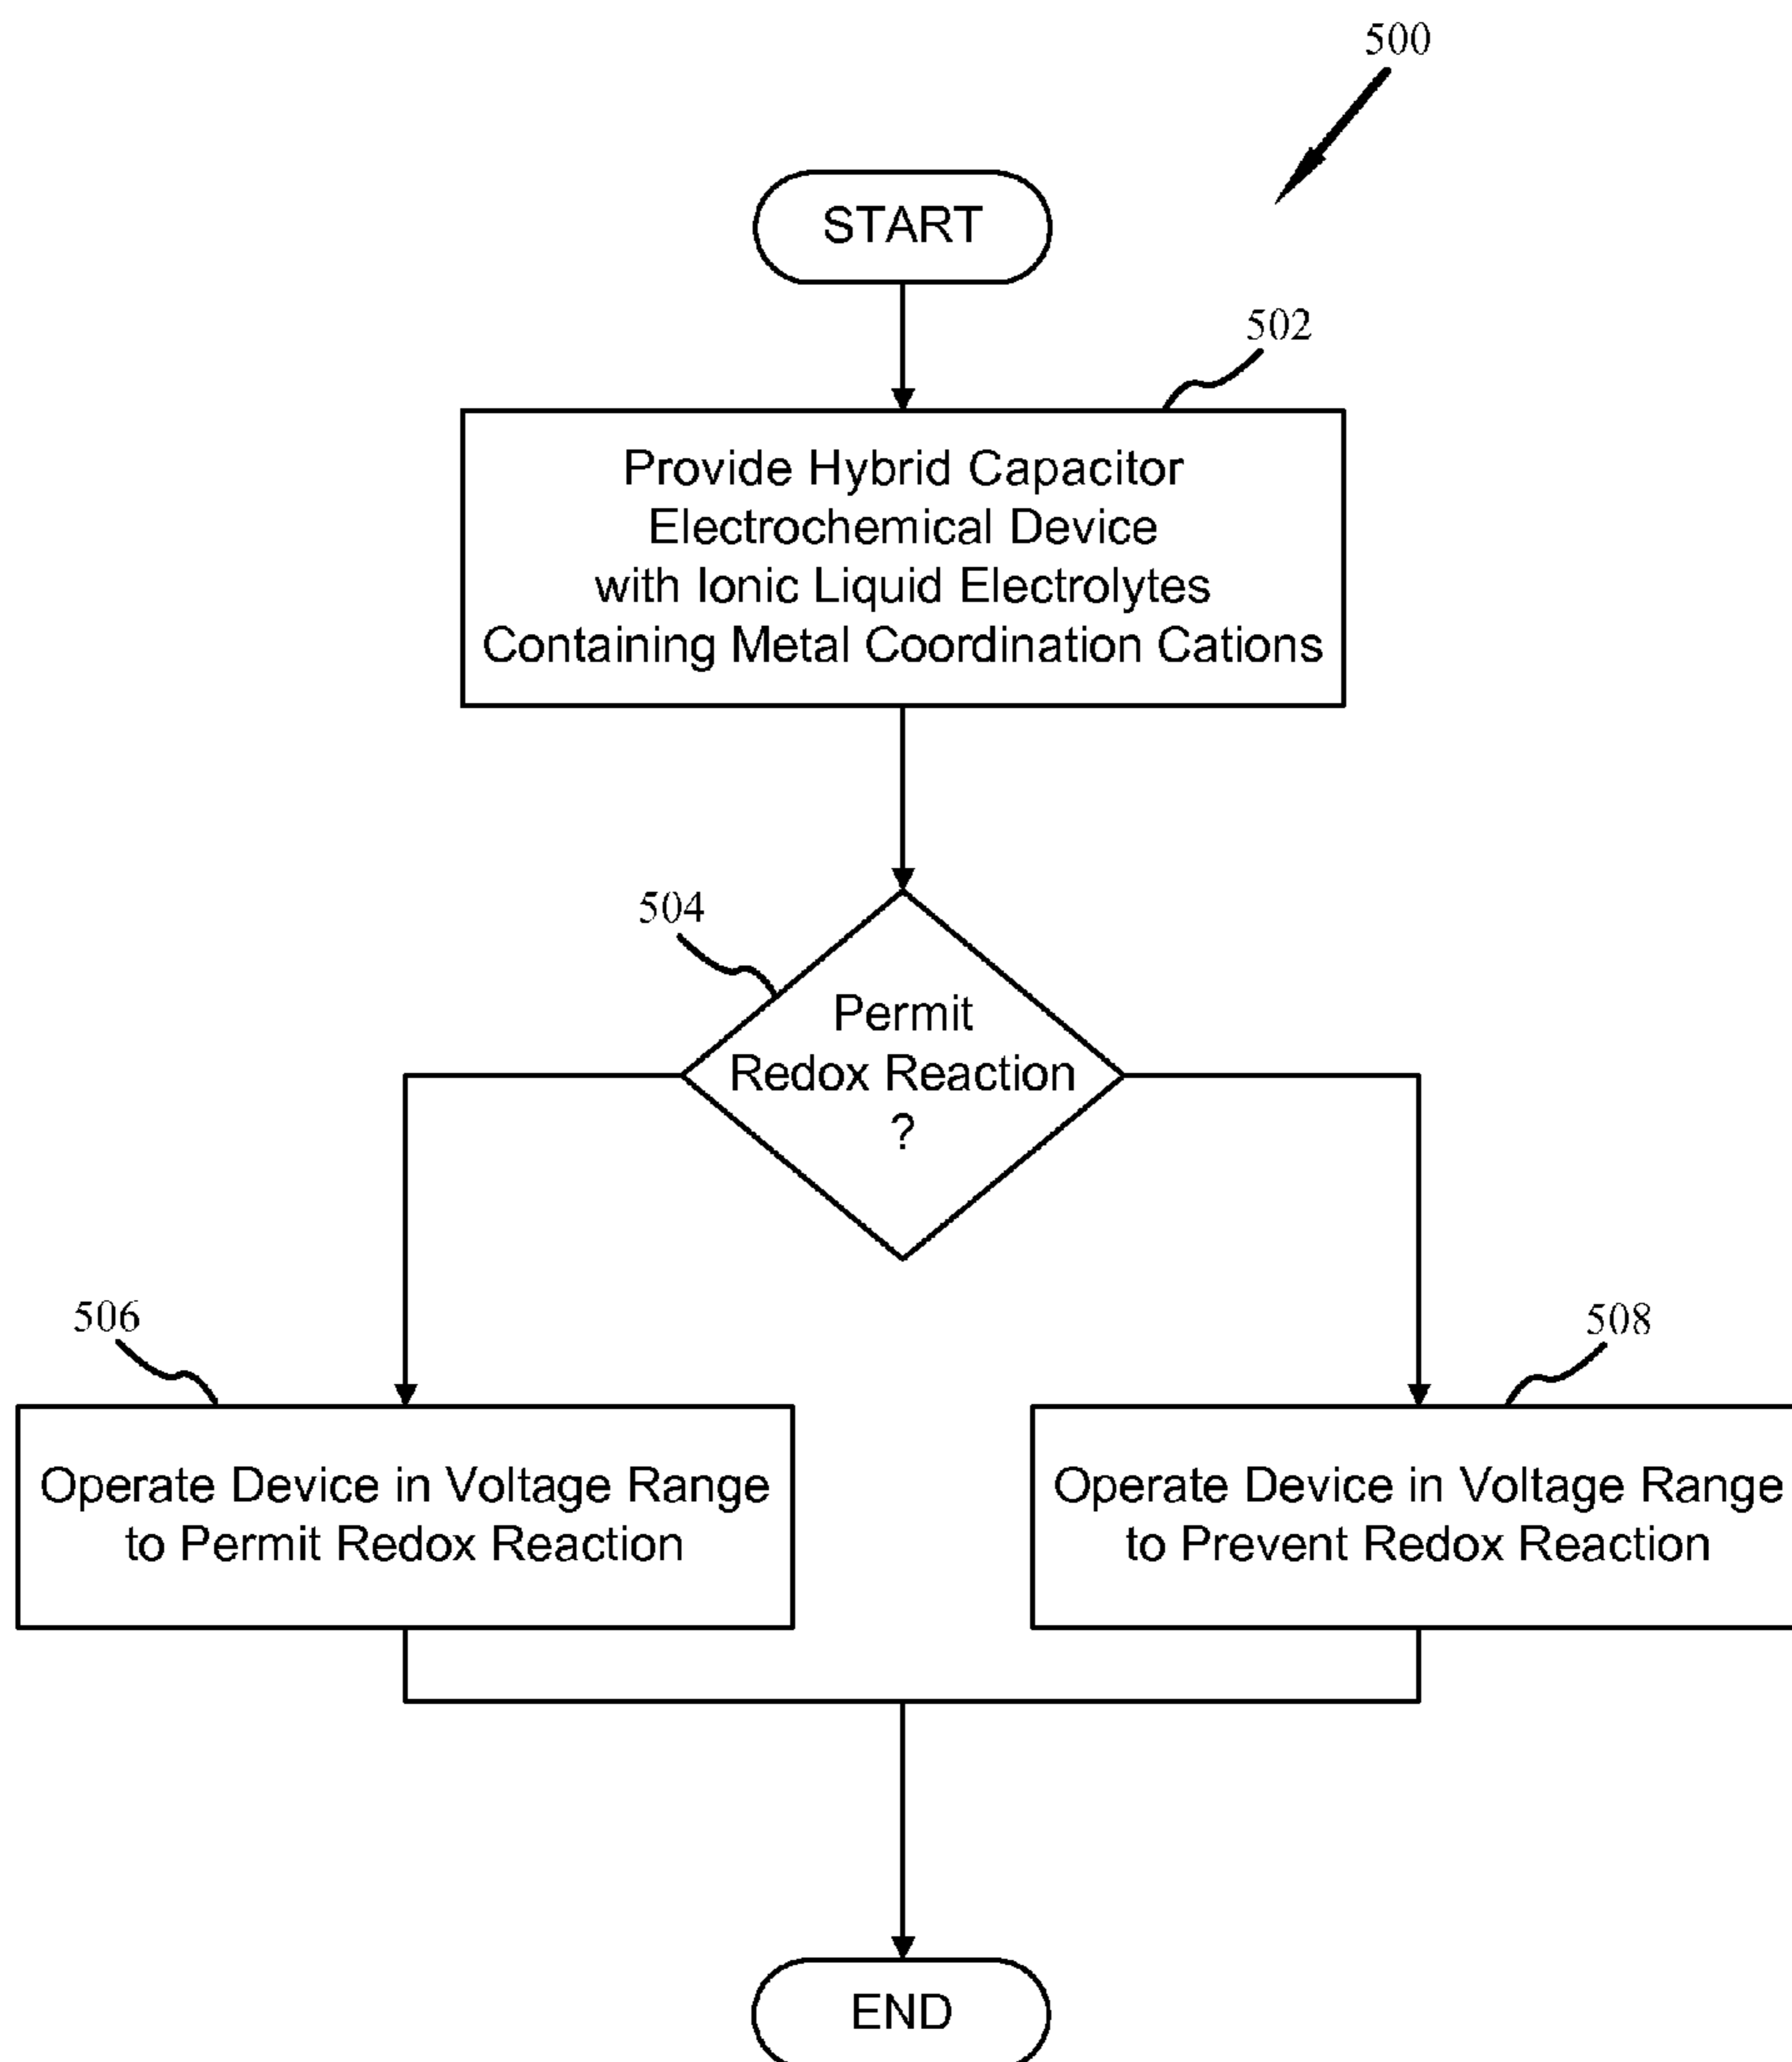 500
START
502
Provide Hybrid Capacitor
Electrochemical Device
with Ionic Liquid Electrolytes
Containing Metal Coordination Cations
504
Permit
Redox Reaction
?
506
508
Operate Device in Voltage Range
to Permit Redox Reaction
Operate Device in Voltage Range
to Prevent Redox Reaction
END